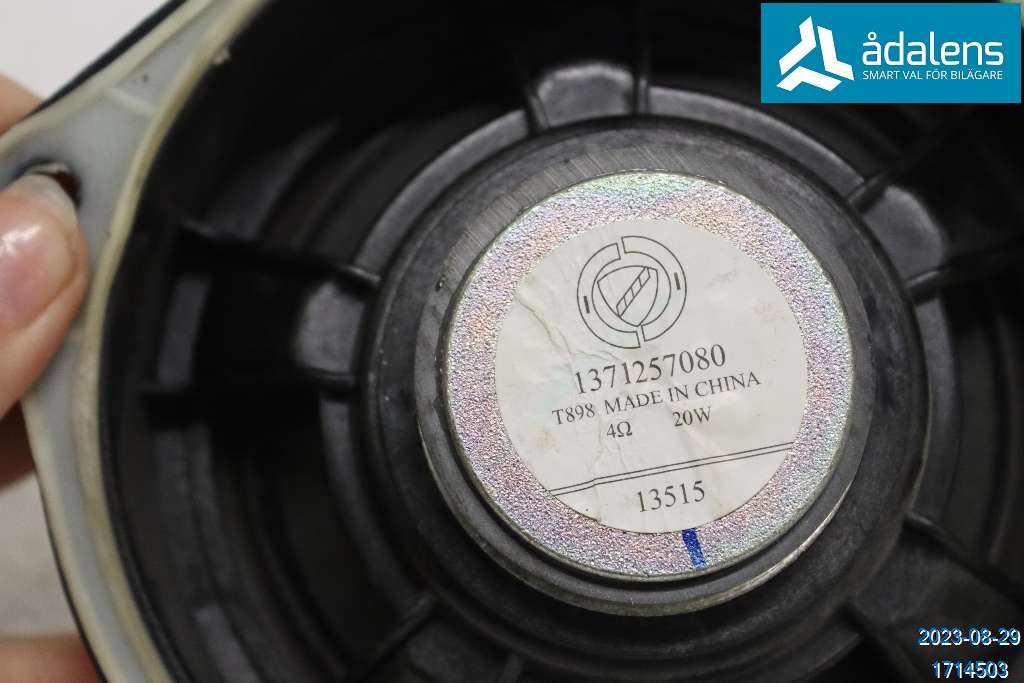 ådalens
SMART VAL FÖR BILÄGARE
1371257080
T898 MADE IN CHINA
4Ω 20W
13515
2023-08-29
1714503